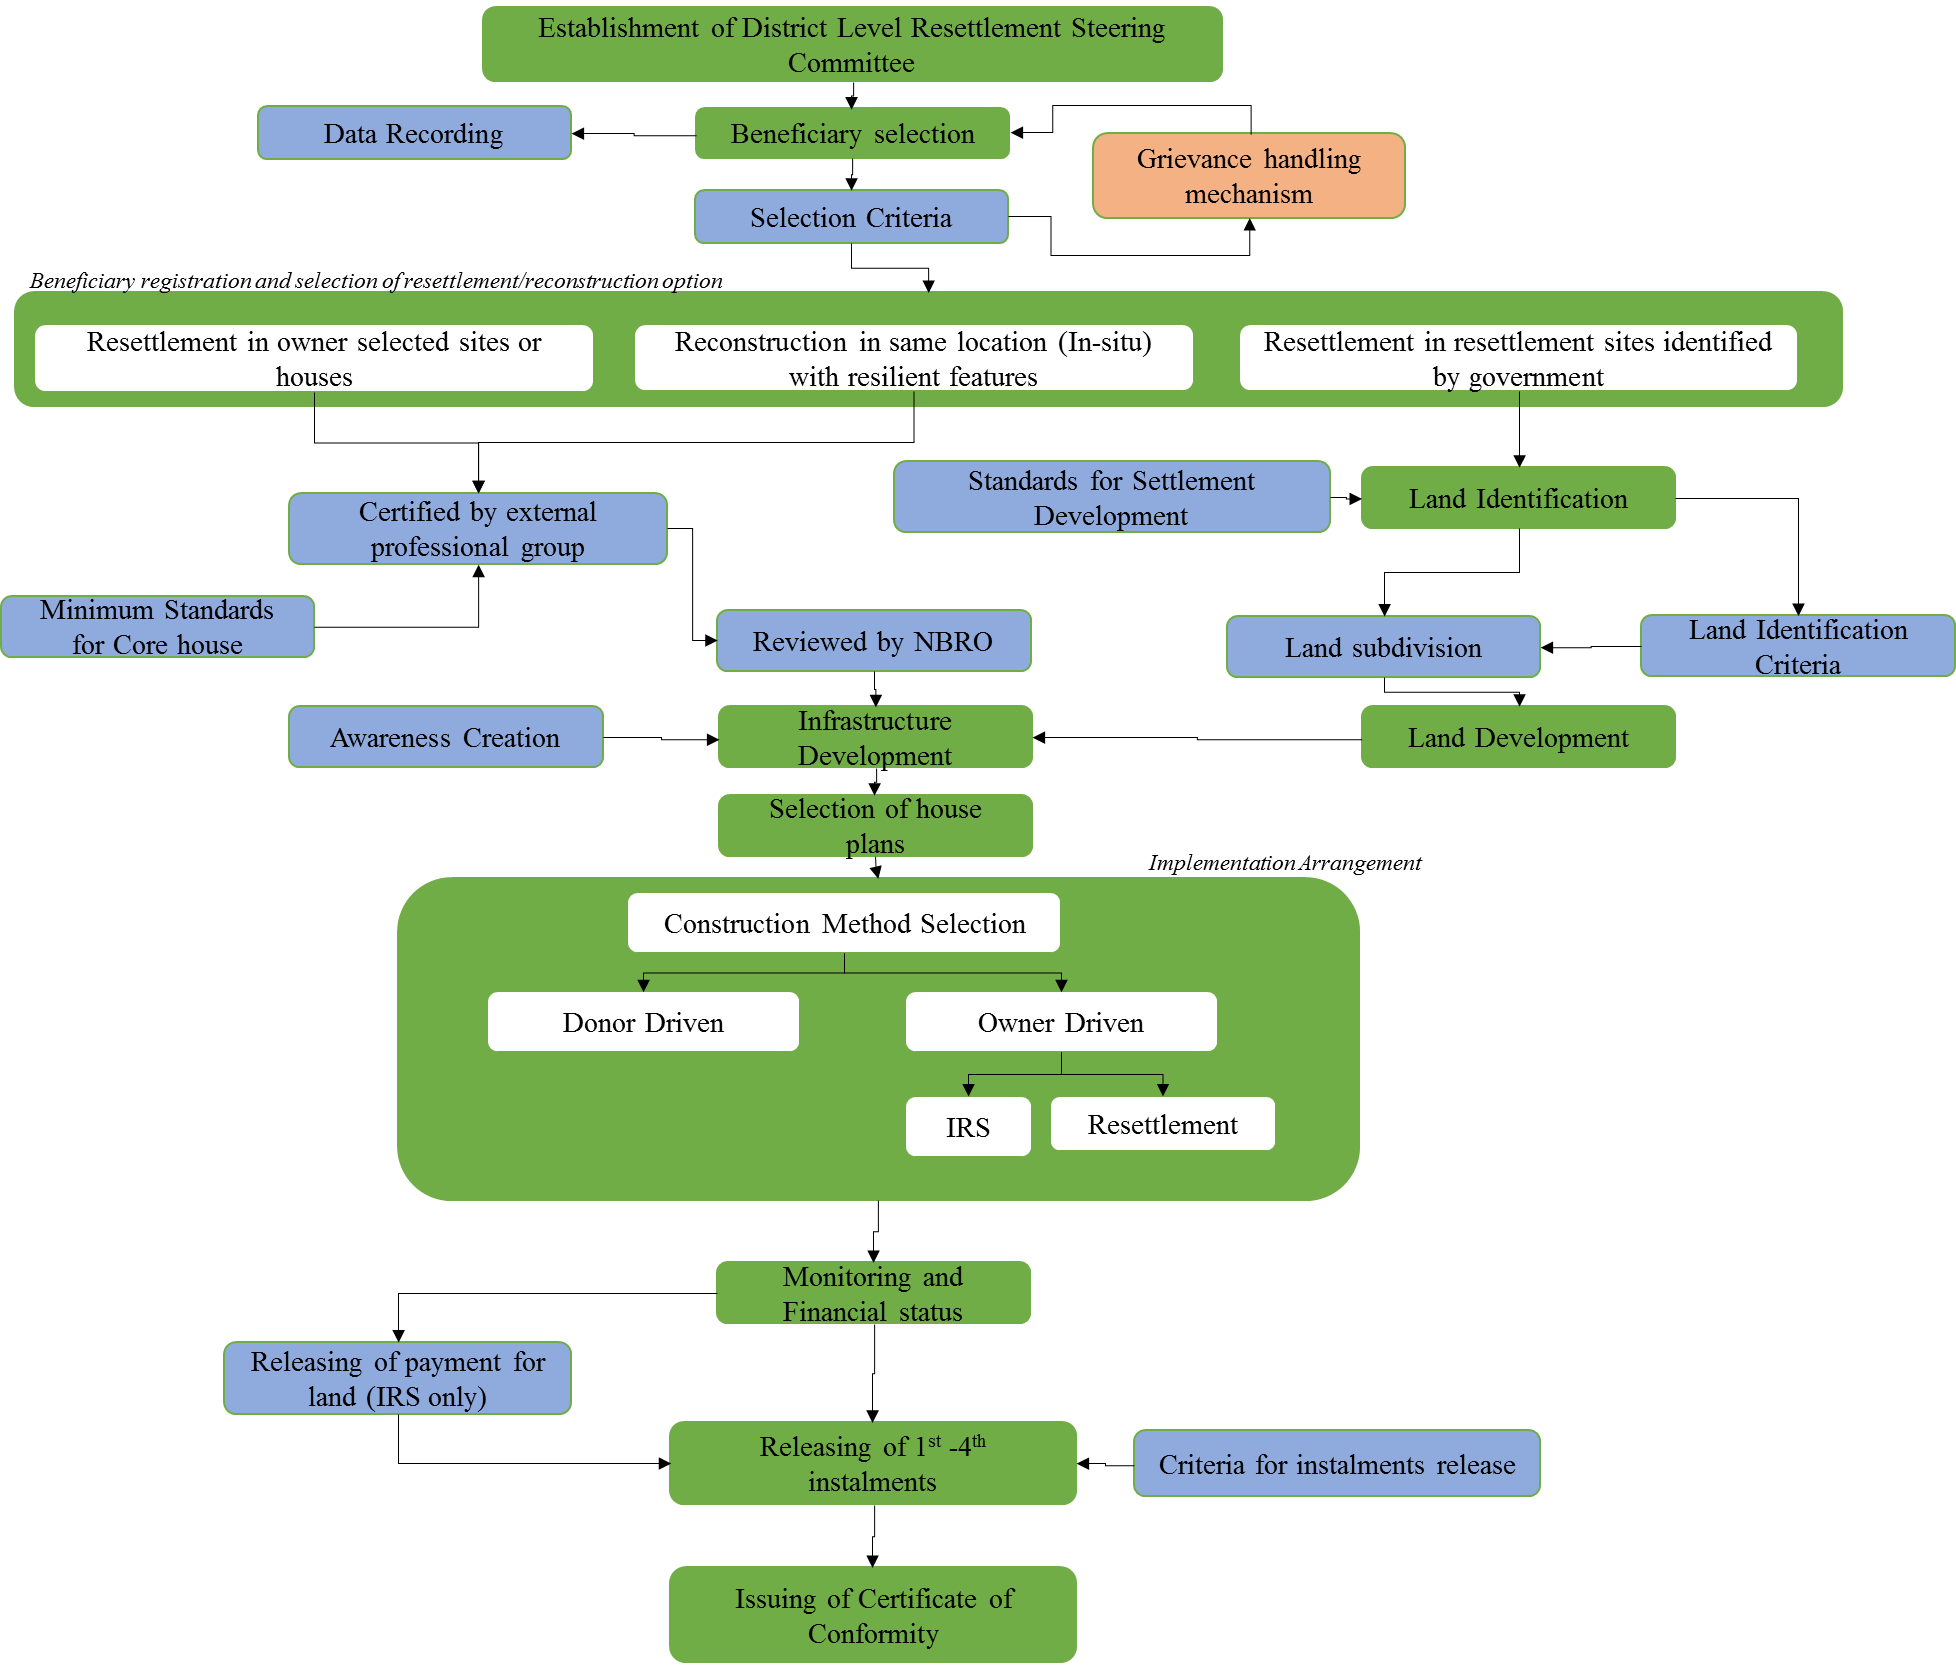 Establishment of District Level Resettlement Steering
Committee
Data Recording
Beneficiary selection
Grievance handling
mechanism
Selection Criteria
Beneficiary registration and selection of resettlement/reconstruction option
Resettlement in owner selected sites or
houses
Reconstruction in same location (In-situ)
with resilient features
Resettlement in resettlement sites identified
by government
Standards for Settlement
Development
Land Identification
Certified by external
professional group
Minimum Standards
for Core house
Reviewed by NBRO
Land subdivision
Land Identification
Criteria
Awareness Creation
Infrastructure
Development
Land Development
Selection of house
plans
Implementation Arrangement
Construction Method Selection
Donor Driven
Owner Driven
IRS
Resettlement
Monitoring and
Financial status
Releasing of payment for
land (IRS only)
Releasing of 1st -4th
instalments
Criteria for instalments release
Issuing of Certificate of
Conformity